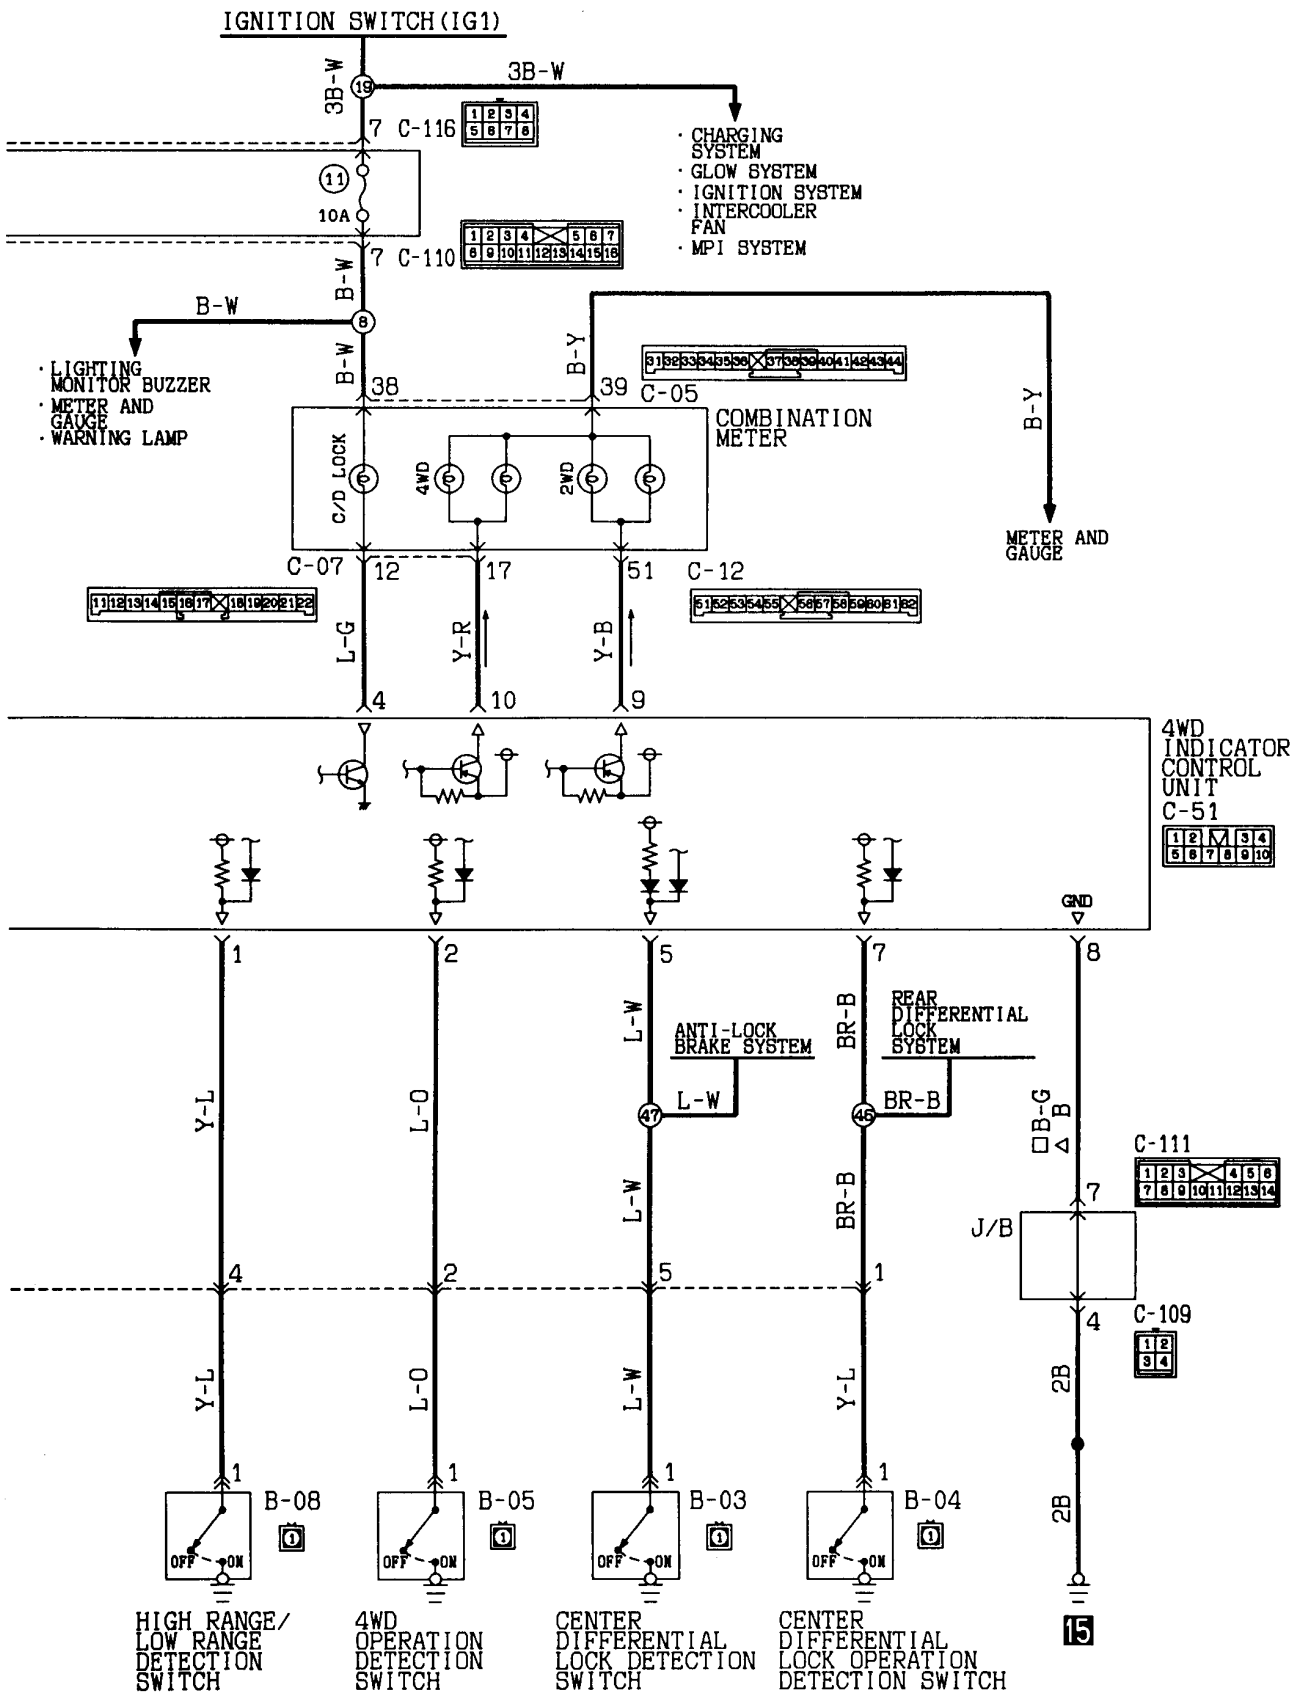 IGNITION SWITCH(IG1)
3B-W
19
3B-W
7 C-116
1 2 3 4
5 6 7 8
· CHARGING
SYSTEM
· GLOW SYSTEM
· IGNITION SYSTEM
· INTERCOOLER
FAN
· MPI SYSTEM
11
10A
7 C-110
1 2 3 4 5 6 7
8 9 10 11 12 13 14 15 16
B-W
B-W
8
B-W
· LIGHTING
MONITOR BUZZER
· METER AND
GAUGE
· WARNING LAMP
B-Y
31 32 33 34 35 36 37 38 39 40 41 42 43 44
38
39
C-05
B-Y
COMBINATION
METER
C/D LOCK
4WD
2WD
METER AND
GAUGE
C-07
12
17
51
C-12
11 12 13 14 15 16 17 18 19 20 21 22
51 52 53 54 55 56 57 58 59 60 61 62
L-G
Y-R
Y-B
4
10
9
4WD
INDICATOR
CONTROL
UNIT
C-51
1 2 3 4
5 6 7 8 9 10
GND
1
2
5
7
8
L-W
BR-B
ANTI-LOCK
BRAKE SYSTEM
REAR
DIFFERENTIAL
LOCK
SYSTEM
Y-L
L-O
47
L-W
46
BR-B
B-G
B
C-111
1 2 3 4 5 6
7 8 9 10 11 12 13 14
L-W
BR-B
7
J/B
4
2
5
1
4
C-109
1 2
3 4
Y-L
L-O
L-W
Y-L
2B
2B
1
1
1
1
B-08
1
B-05
1
B-03
1
B-04
1
OFF ON
OFF ON
OFF ON
OFF ON
HIGH RANGE/
LOW RANGE
DETECTION
SWITCH
4WD
OPERATION
DETECTION
SWITCH
CENTER
DIFFERENTIAL
LOCK DETECTION
SWITCH
CENTER
DIFFERENTIAL
LOCK OPERATION
DETECTION SWITCH
15